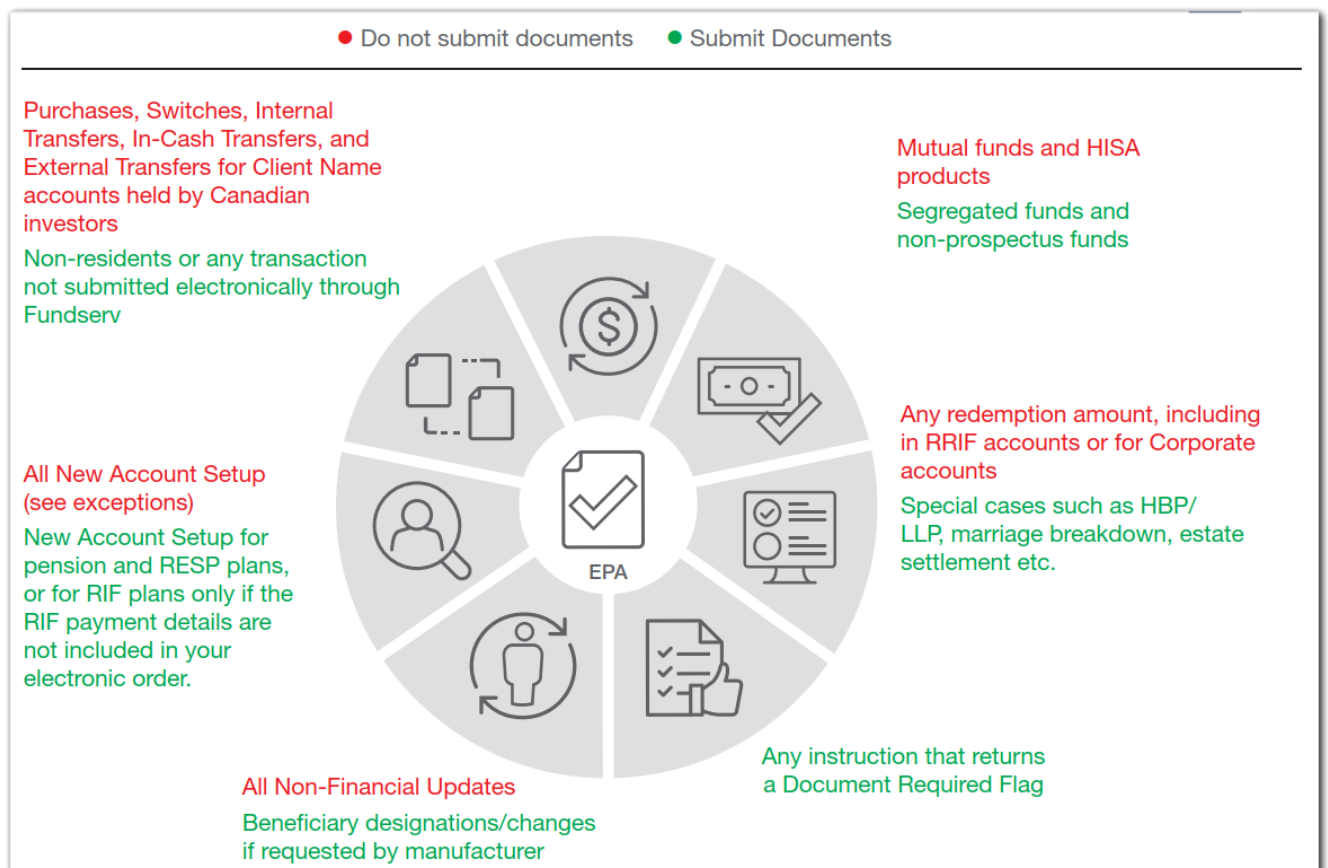 Do not submit documents
Submit Documents
Purchases, Switches, Internal
Transfers, In-Cash Transfers, and
External Transfers for Client Name
accounts held by Canadian
investors
Non-residents or any transaction
not submitted electronically through
Fundserv
Mutual funds and HISA
products
Segregated funds and
non-prospectus funds
Any redemption amount, including
in RRIF accounts or for Corporate
accounts
Special cases such as HBP/
LLP, marriage breakdown, estate
settlement etc.
All New Account Setup
(see exceptions)
New Account Setup for
pension and RESP plans,
or for RIF plans only if the
RIF payment details are
not included in your
electronic order.
$
EPA
Any instruction that returns
a Document Required Flag
All Non-Financial Updates
Beneficiary designations/changes
if requested by manufacturer